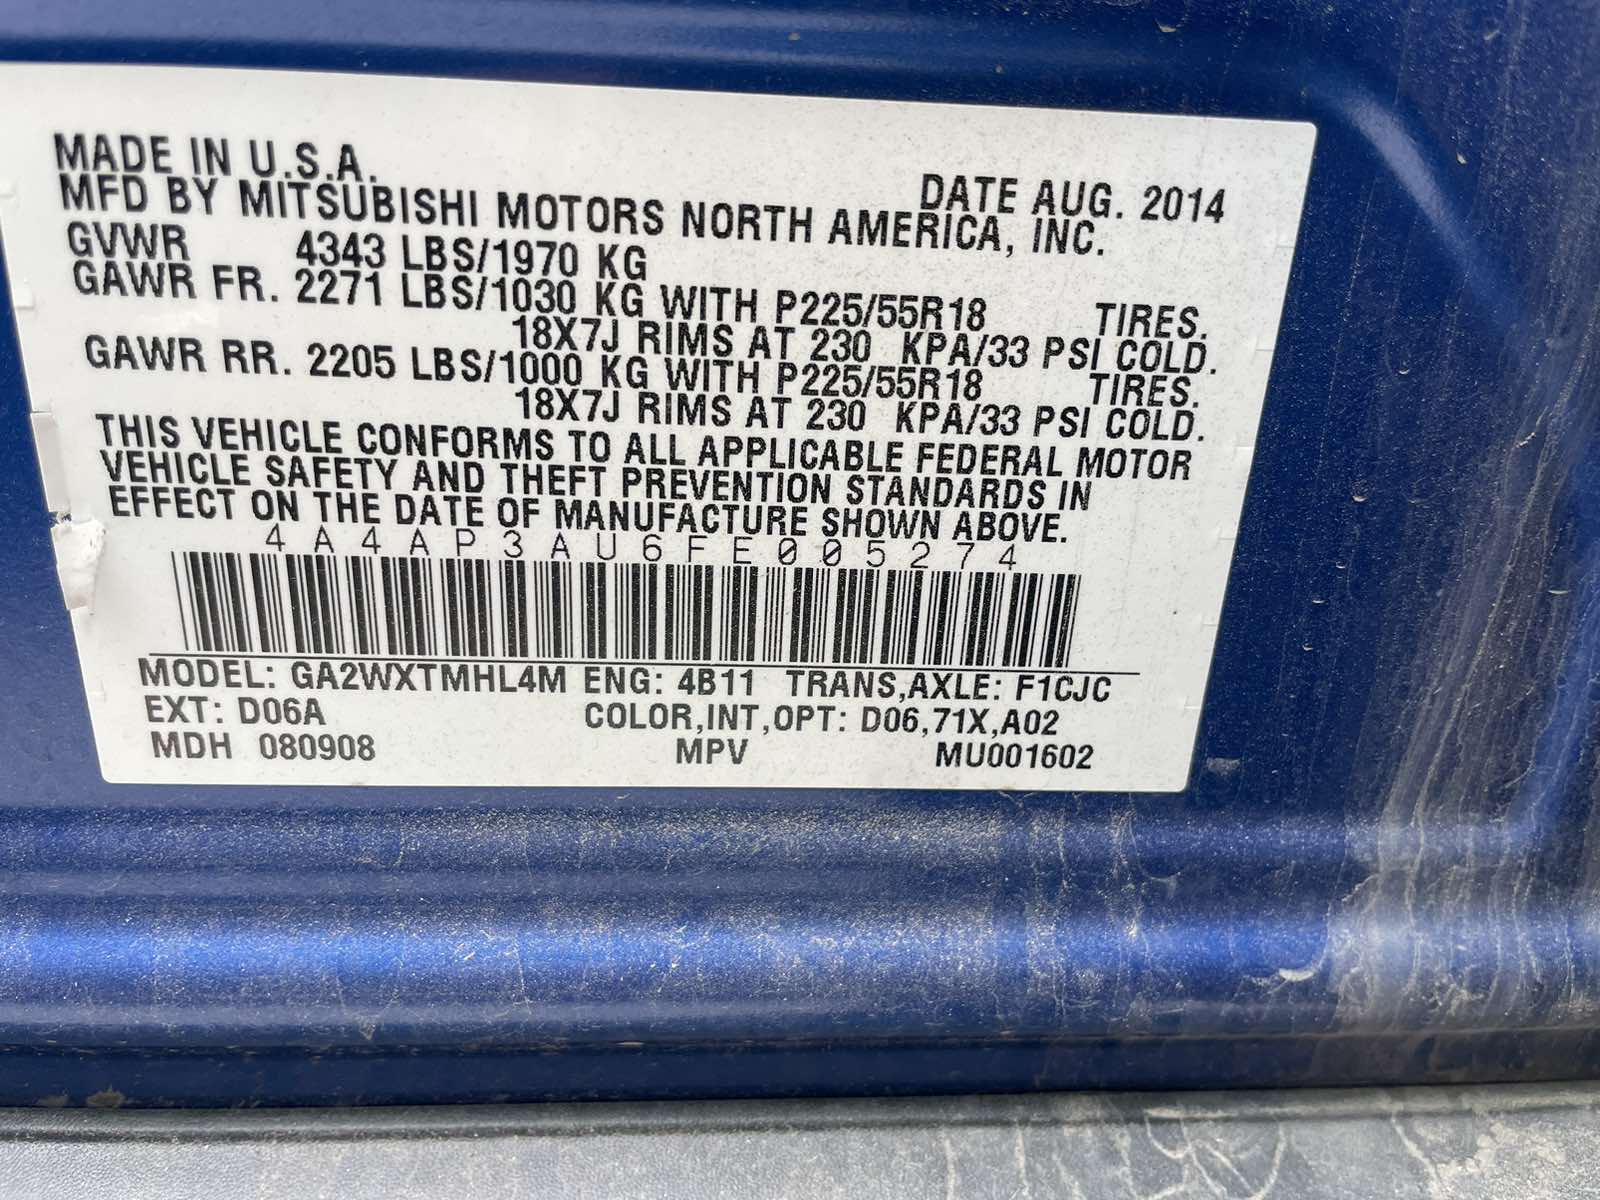 MADE IN U.S.A. DATE AUG. 2014
MFD BY MITSUBISHI MOTORS NORTH AMERICA, INC.
GVWR 4343 LBS/1970 KG
GAWR FR. 2271 LBS/1030 KG WITH P225/55R18 TIRES.
18X7J RIMS AT 230 KPA/33 PSI COLD.
GAWR RR. 2205 LBS/1000 KG WITH P225/55R18 TIRES.
18X7J RIMS AT 230 KPA/33 PSI COLD.
THIS VEHICLE CONFORMS TO ALL APPLICABLE FEDERAL MOTOR
VEHICLE SAFETY AND THEFT PREVENTION STANDARDS IN
EFFECT ON THE DATE OF MANUFACTURE SHOWN ABOVE.
4A4AP3AU6FE005274
MODEL: GA2WXTMHL4M ENG: 4B11 TRANS,AXLE: F1CJC
EXT: D06A COLOR,INT,OPT: D06,71X,A02
MDH 080908 MPV MU001602